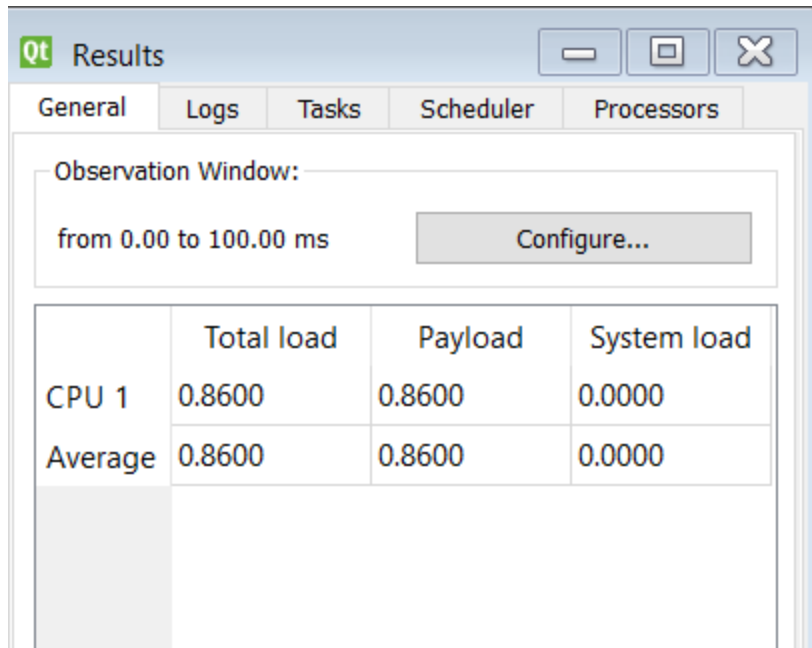 Qt Results
General Logs Tasks Scheduler Processors
Observation Window:
from 0.00 to 100.00 ms Configure...
Total load Payload System load
CPU 1 0.8600 0.8600 0.0000
Average 0.8600 0.8600 0.0000